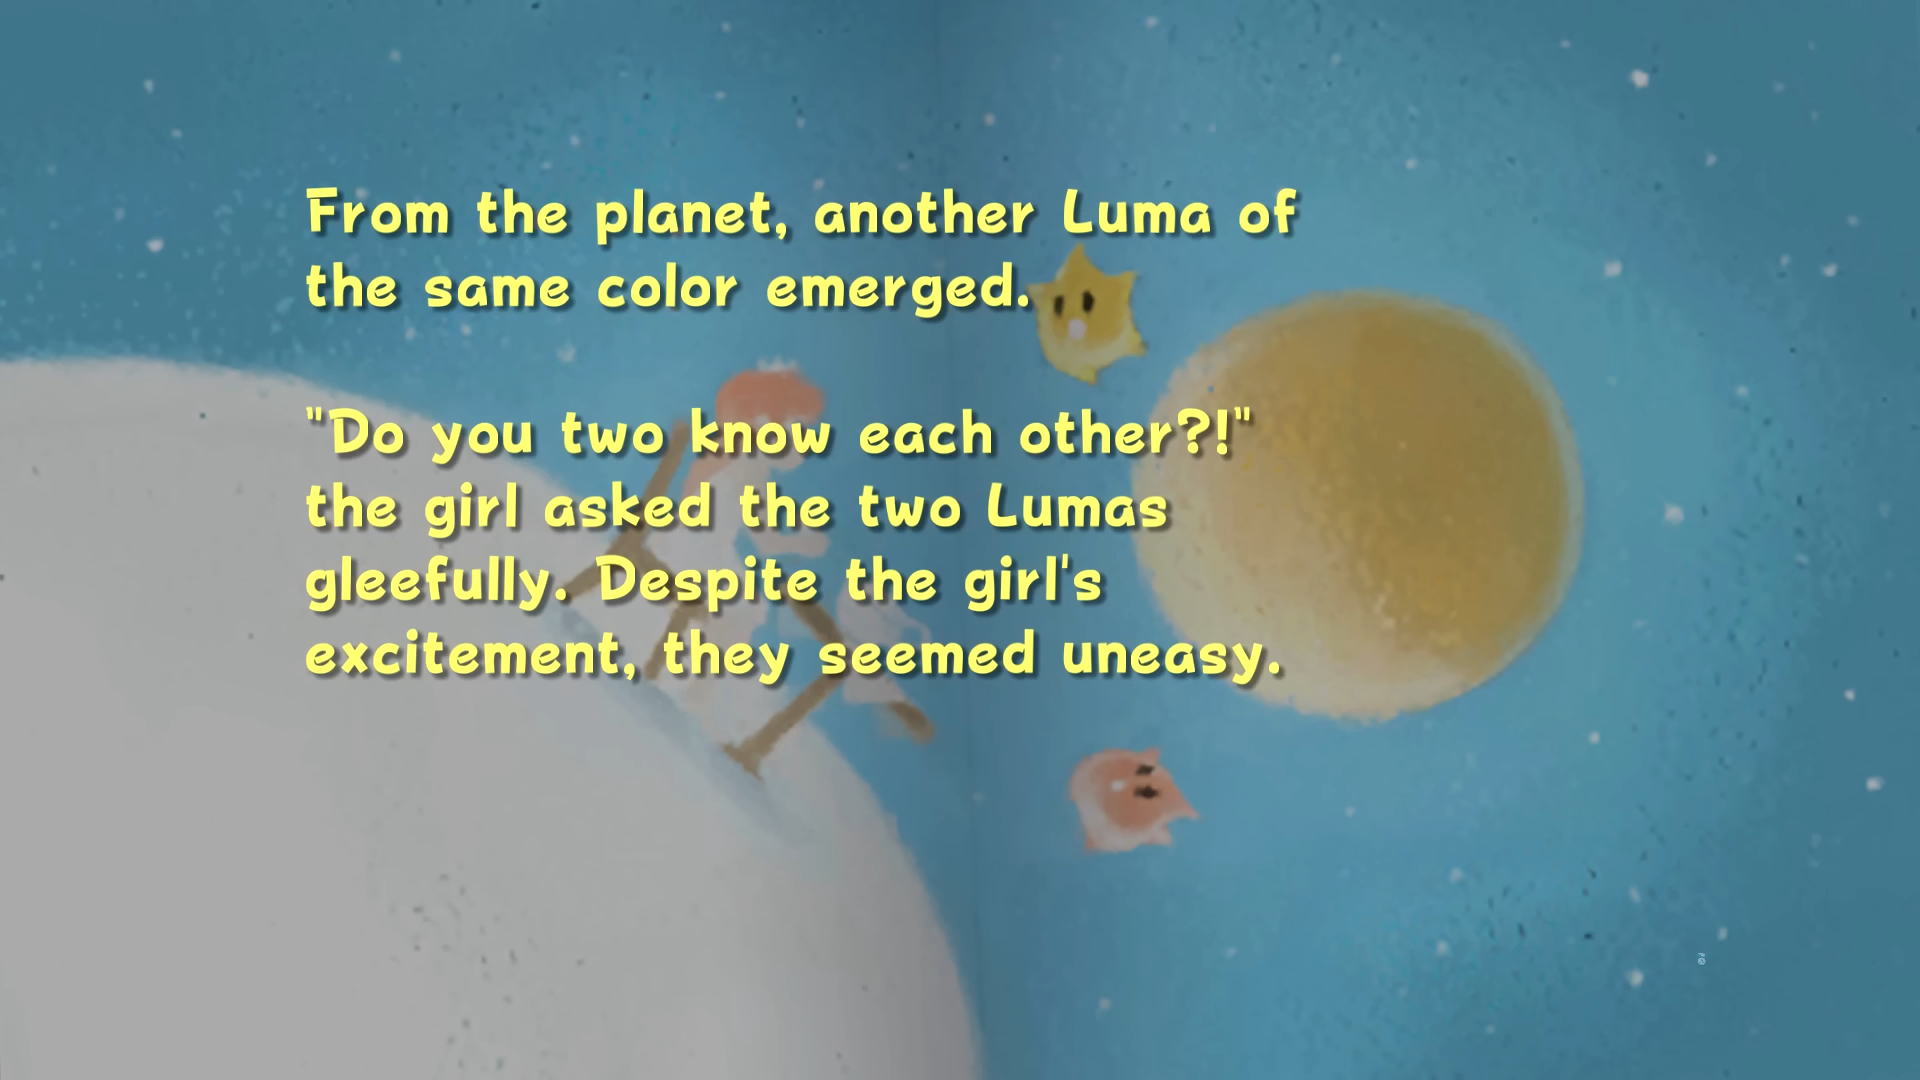 From the planet, another Luma of
the same color emerged.
"Do you two know each other?!"
the girl asked the two Lumas
gleefully. Despite the girl's
excitement, they seemed uneasy.